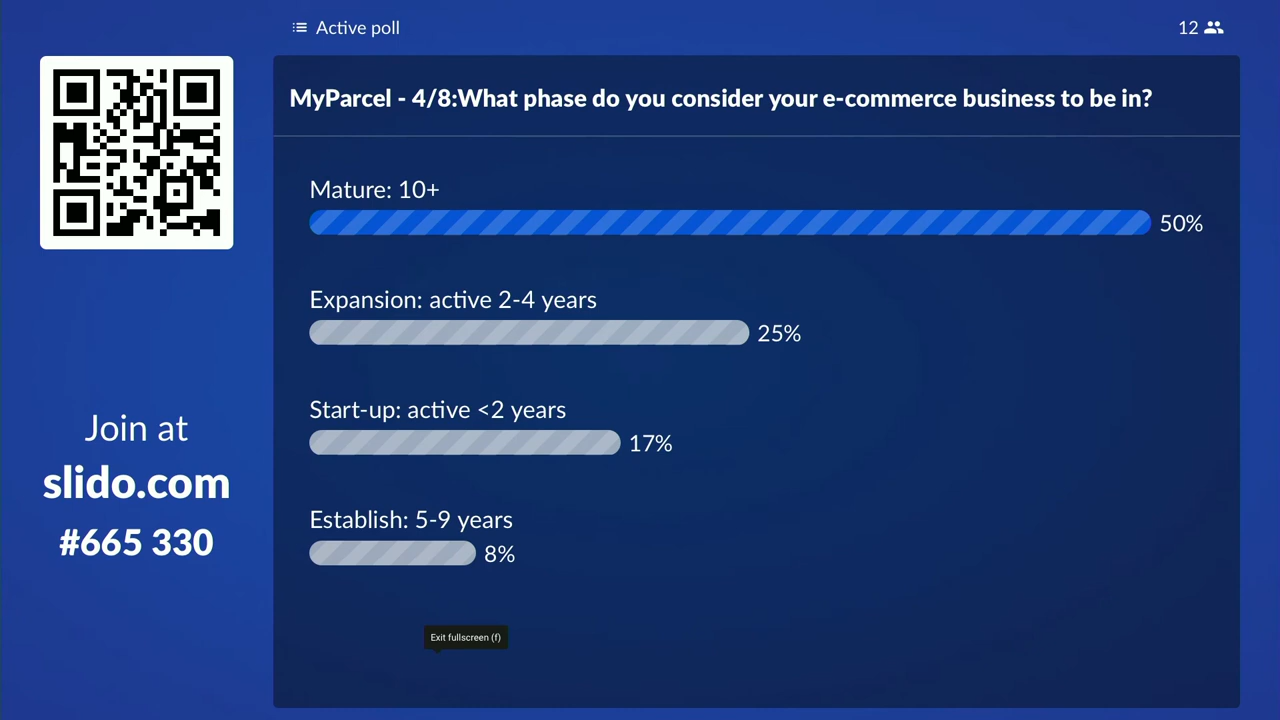 Active poll
12
MyParcel - 4/8:What phase do you consider your e-commerce business to be in?
Mature: 10+
50%
Expansion: active 2-4 years
25%
Start-up: active <2 years
17%
Establish: 5-9 years
8%
Join at
slido.com
#665 330
Exit fullscreen (f)